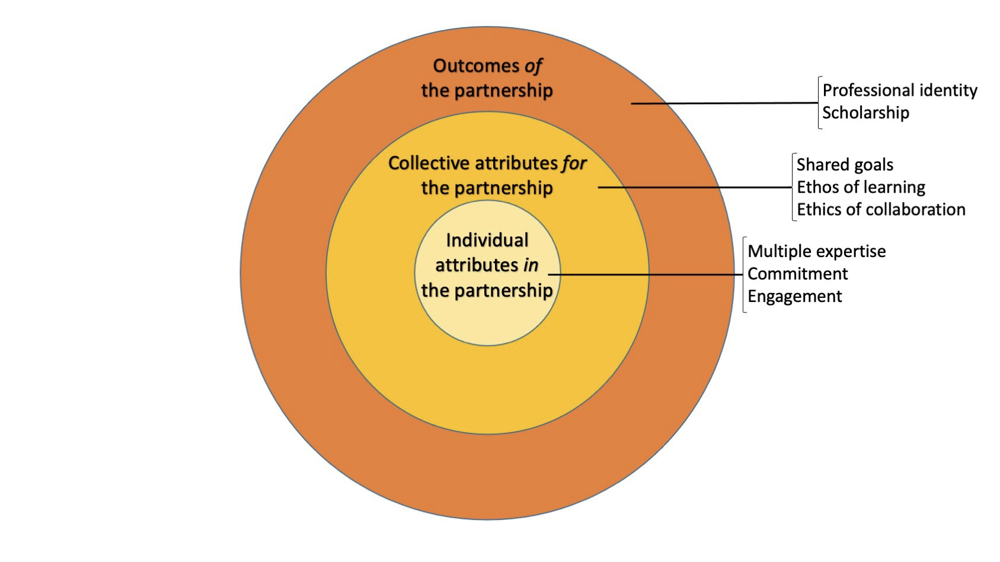 Outcomes of
the partnership
Professional identity
Scholarship
Collective attributes for
the partnership
Shared goals
Ethos of learning
Ethics of collaboration
Individual
attributes in
the partnership
Multiple expertise
Commitment
Engagement